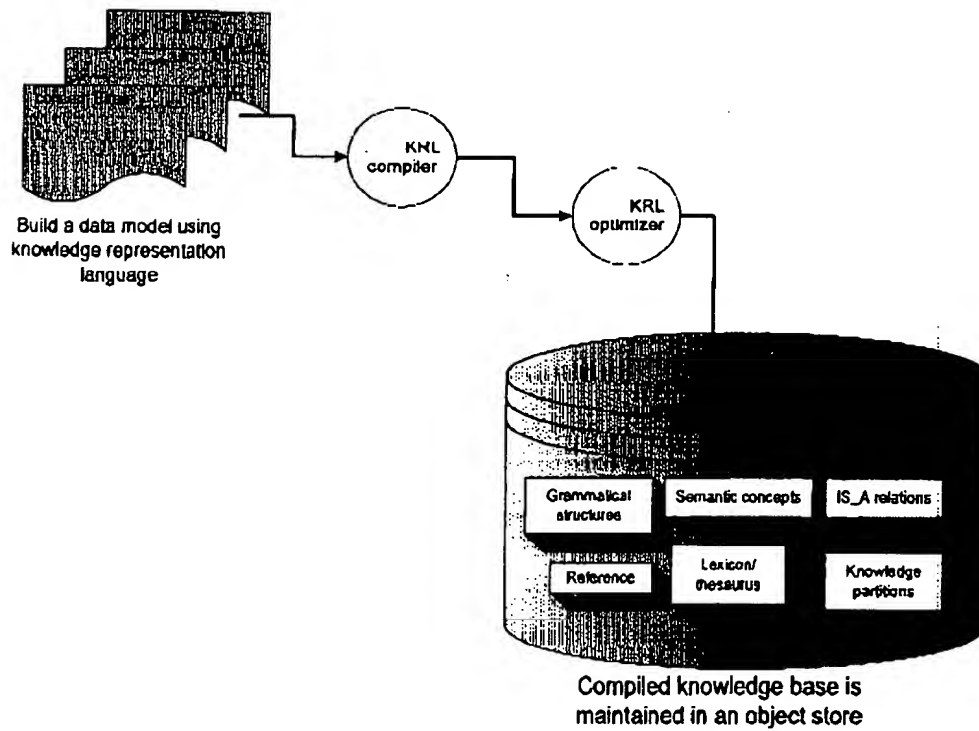 KRL
compiler
KRL
optimizer
Build a data model using
knowledge representation
language
Grammatical
structures
Semantic concepts
IS_A relations
Reference
Lexicon/
thesaurus
Knowledge
partitions
Compiled knowledge base is
maintained in an object store